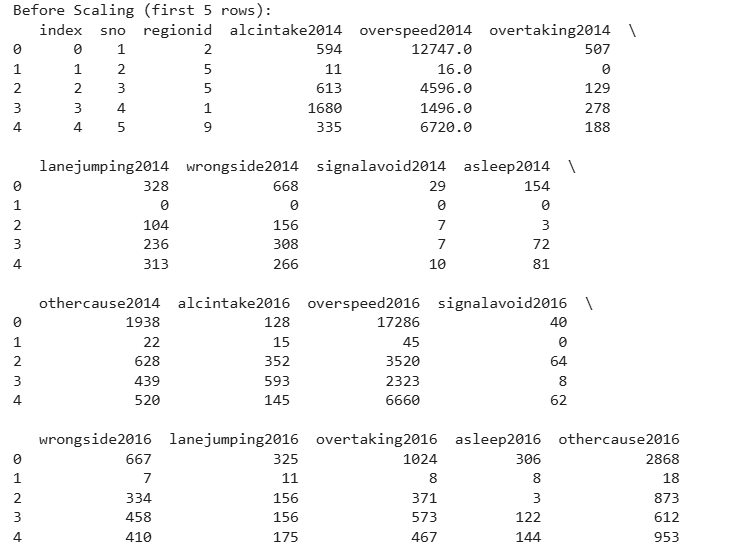 Before Scaling (first 5 rows):
   index  sno  regionid  alcintake2014  overspeed2014  overtaking2014  \
0      0    1         2            594        12747.0             507
1      1    2         5             11           16.0               0
2      2    3         5            613         4596.0             129
3      3    4         1           1680         1496.0             278
4      4    5         9            335         6720.0             188
   lanejumping2014  wrongside2014  signalavoid2014  asleep2014  \
0              328            668               29         154
1                0              0                0           0
2              104            156                7           3
3              236            308                7          72
4              313            266               10          81
   othercause2014  alcintake2016  overspeed2016  signalavoid2016  \
0            1938            128          17286               40
1              22             15             45                0
2             628            352           3520               64
3             439            593           2323                8
4             520            145           6660               62
   wrongside2016  lanejumping2016  overtaking2016  asleep2016  othercause2016
0            667              325            1024         306            2868
1              7               11               8           8              18
2            334              156             371           3             873
3            458              156             573         122             612
4            410              175             467         144             953